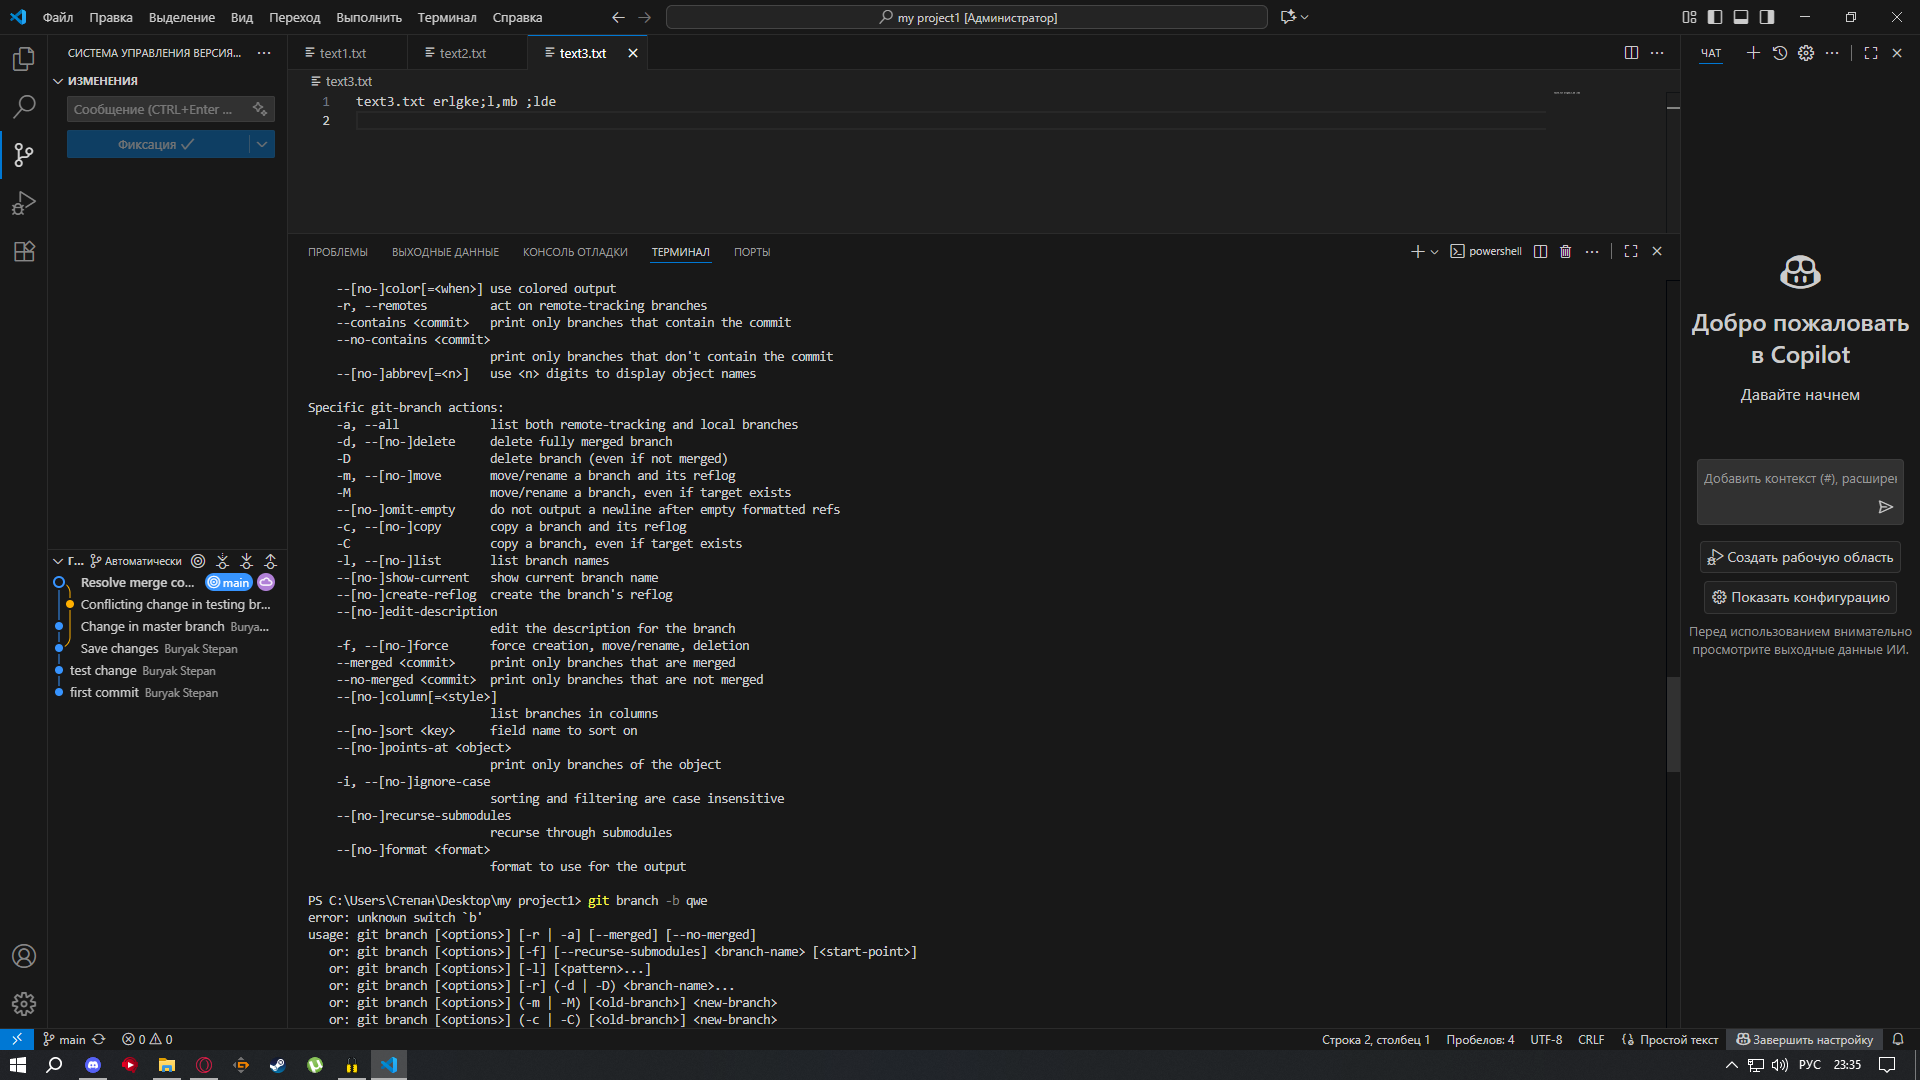 Файл Правка Выделение Вид Переход Выполнить Терминал Справка
my project1 [Администратор]
СИСТЕМА УПРАВЛЕНИЯ ВЕРСИЯ...
ИЗМЕНЕНИЯ
Сообщение (CTRL+Enter ...
Фиксация
Г... Автоматически
Resolve merge co... main
Conflicting change in testing br...
Change in master branch Burya...
Save changes Buryak Stepan
test change Buryak Stepan
first commit Buryak Stepan
text1.txt text2.txt text3.txt
text3.txt
1 text3.txt erlgke;l,mb ;lde
2
ПРОБЛЕМЫ ВЫХОДНЫЕ ДАННЫЕ КОНСОЛЬ ОТЛАДКИ ТЕРМИНАЛ ПОРТЫ
powershell
--[no-]color[=<when>] use colored output
-r, --remotes act on remote-tracking branches
--contains <commit> print only branches that contain the commit
--no-contains <commit>
print only branches that don't contain the commit
--[no-]abbrev[=<n>] use <n> digits to display object names
Specific git-branch actions:
-a, --all list both remote-tracking and local branches
-d, --[no-]delete delete fully merged branch
-D delete branch (even if not merged)
-m, --[no-]move move/rename a branch and its reflog
-M move/rename a branch, even if target exists
--[no-]omit-empty do not output a newline after empty formatted refs
-c, --[no-]copy copy a branch and its reflog
-C copy a branch, even if target exists
-l, --[no-]list list branch names
--[no-]show-current show current branch name
--[no-]create-reflog create the branch's reflog
--[no-]edit-description
edit the description for the branch
-f, --[no-]force force creation, move/rename, deletion
--merged <commit> print only branches that are merged
--no-merged <commit> print only branches that are not merged
--[no-]column[=<style>]
list branches in columns
--[no-]sort <key> field name to sort on
--[no-]points-at <object>
print only branches of the object
-i, --[no-]ignore-case
sorting and filtering are case insensitive
--[no-]recurse-submodules
recurse through submodules
--[no-]format <format>
format to use for the output
PS C:\Users\Степан\Desktop\my project1> git branch -b qwe
error: unknown switch `b'
usage: git branch [<options>] [-r | -a] [--merged] [--no-merged]
or: git branch [<options>] [-f] [--recurse-submodules] <branch-name> [<start-point>]
or: git branch [<options>] [-l] [<pattern>...]
or: git branch [<options>] [-r] (-d | -D) <branch-name>...
or: git branch [<options>] (-m | -M) [<old-branch>] <new-branch>
or: git branch [<options>] (-c | -C) [<old-branch>] <new-branch>
ЧАТ
Добро пожаловать
в Copilot
Давайте начнем
Добавить контекст (#), расширен
Создать рабочую область
Показать конфигурацию
Перед использованием внимательно
просмотрите выходные данные ИИ.
main 0 0
Строка 2, столбец 1 Пробелов: 4 UTF-8 CRLF Простой текст Завершить настройку
РУС 23:35